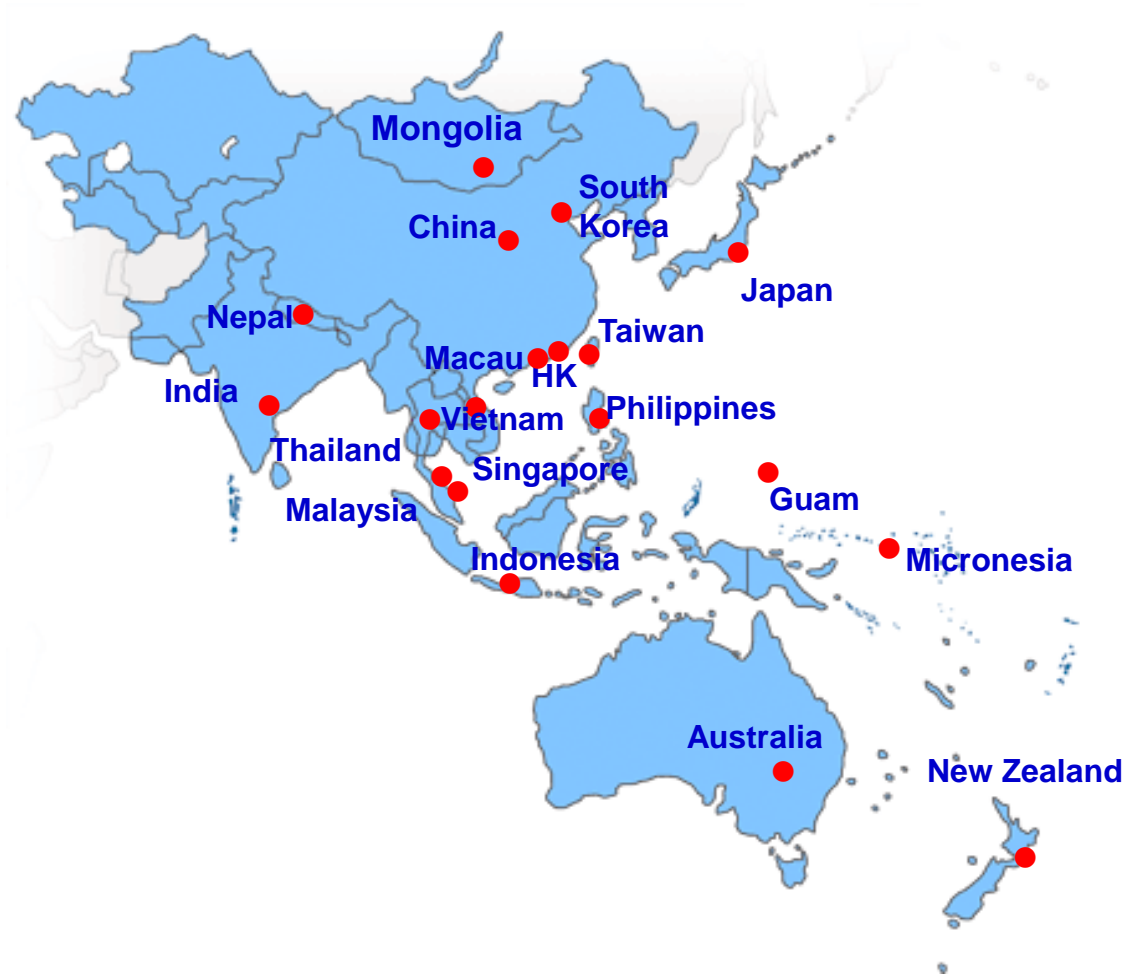 Mongolia
South
Korea
China
Japan
Nepal
Taiwan
Macau
HK
India
Vietnam
Philippines
Thailand
Singapore
Malaysia
Guam
Indonesia
Micronesia
Australia
New Zealand